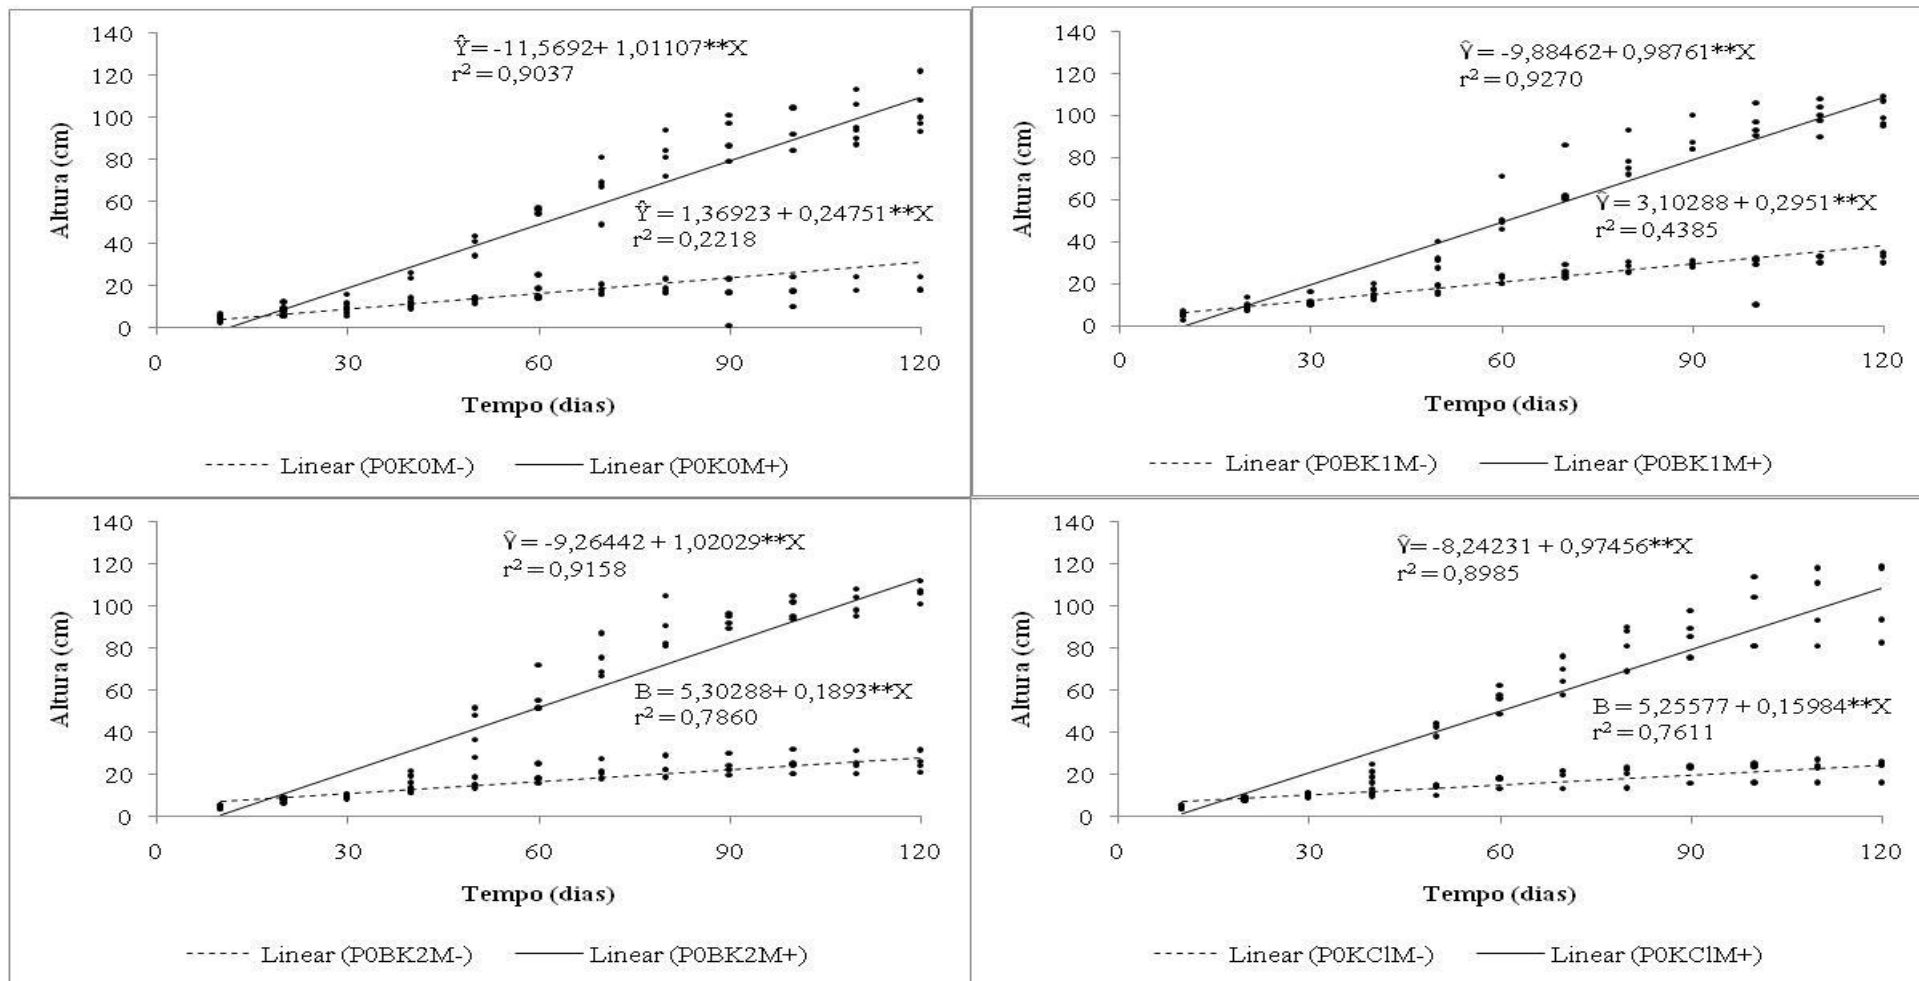 140
120
100
80
60
40
20
0
Altura (cm)
Ŷ= -11,5692+ 1,01107**X
r² = 0,9037
Ŷ= 1,36923 + 0,24751**X
r² = 0,2218
0 30 60 90 120
Tempo (dias)
Linear (P0K0M-) Linear (P0K0M+)
140
120
100
80
60
40
20
0
Altura (cm)
Ŷ= -9,88462+ 0,98761**X
r² = 0,9270
Ŷ= 3,10288 + 0,2951**X
r² = 0,4385
0 30 60 90 120
Tempo (dias)
Linear (P0BK1M-) Linear (P0BK1M+)
140
120
100
80
60
40
20
0
Altura (cm)
Ŷ= -9,26442 + 1,02029**X
r² = 0,9158
B = 5,30288+ 0,1893**X
r² = 0,7860
0 30 60 90 120
Tempo (dias)
Linear (P0BK2M-) Linear (P0BK2M+)
140
120
100
80
60
40
20
0
Altura (cm)
Ŷ= -8,24231 + 0,97456**X
r² = 0,8985
B = 5,25577 + 0,15984**X
r² = 0,7611
0 30 60 90 120
Tempo (dias)
Linear (P0KClM-) Linear (P0KClM+)